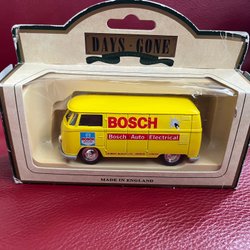 DAYS-GONE
BOSCH
Bosch Auto Electrical
MADE IN ENGLAND